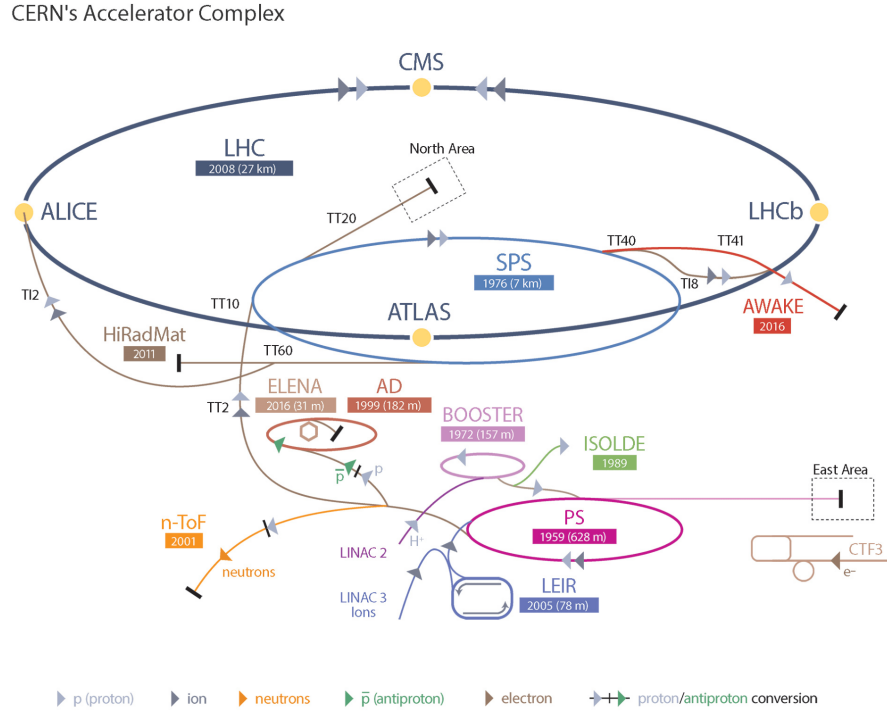 CERN's Accelerator Complex
CMS
LHC
2008 (27 km)
North Area
ALICE
LHCb
TT20
TT40
TT41
SPS
1976 (7 km)
TI2
TT10
TI8
ATLAS
AWAKE
2016
HiRadMat
2011
TT60
ELENA
2016 (31 m)
AD
1999 (182 m)
TT2
BOOSTER
1972 (157 m)
ISOLDE
1989
p̅
p
East Area
n-ToF
2001
PS
1959 (628 m)
H⁺
LINAC 2
neutrons
CTF3
e⁻
LINAC 3
Ions
LEIR
2005 (78 m)
p (proton)
ion
neutrons
p̅ (antiproton)
electron
proton/antiproton conversion